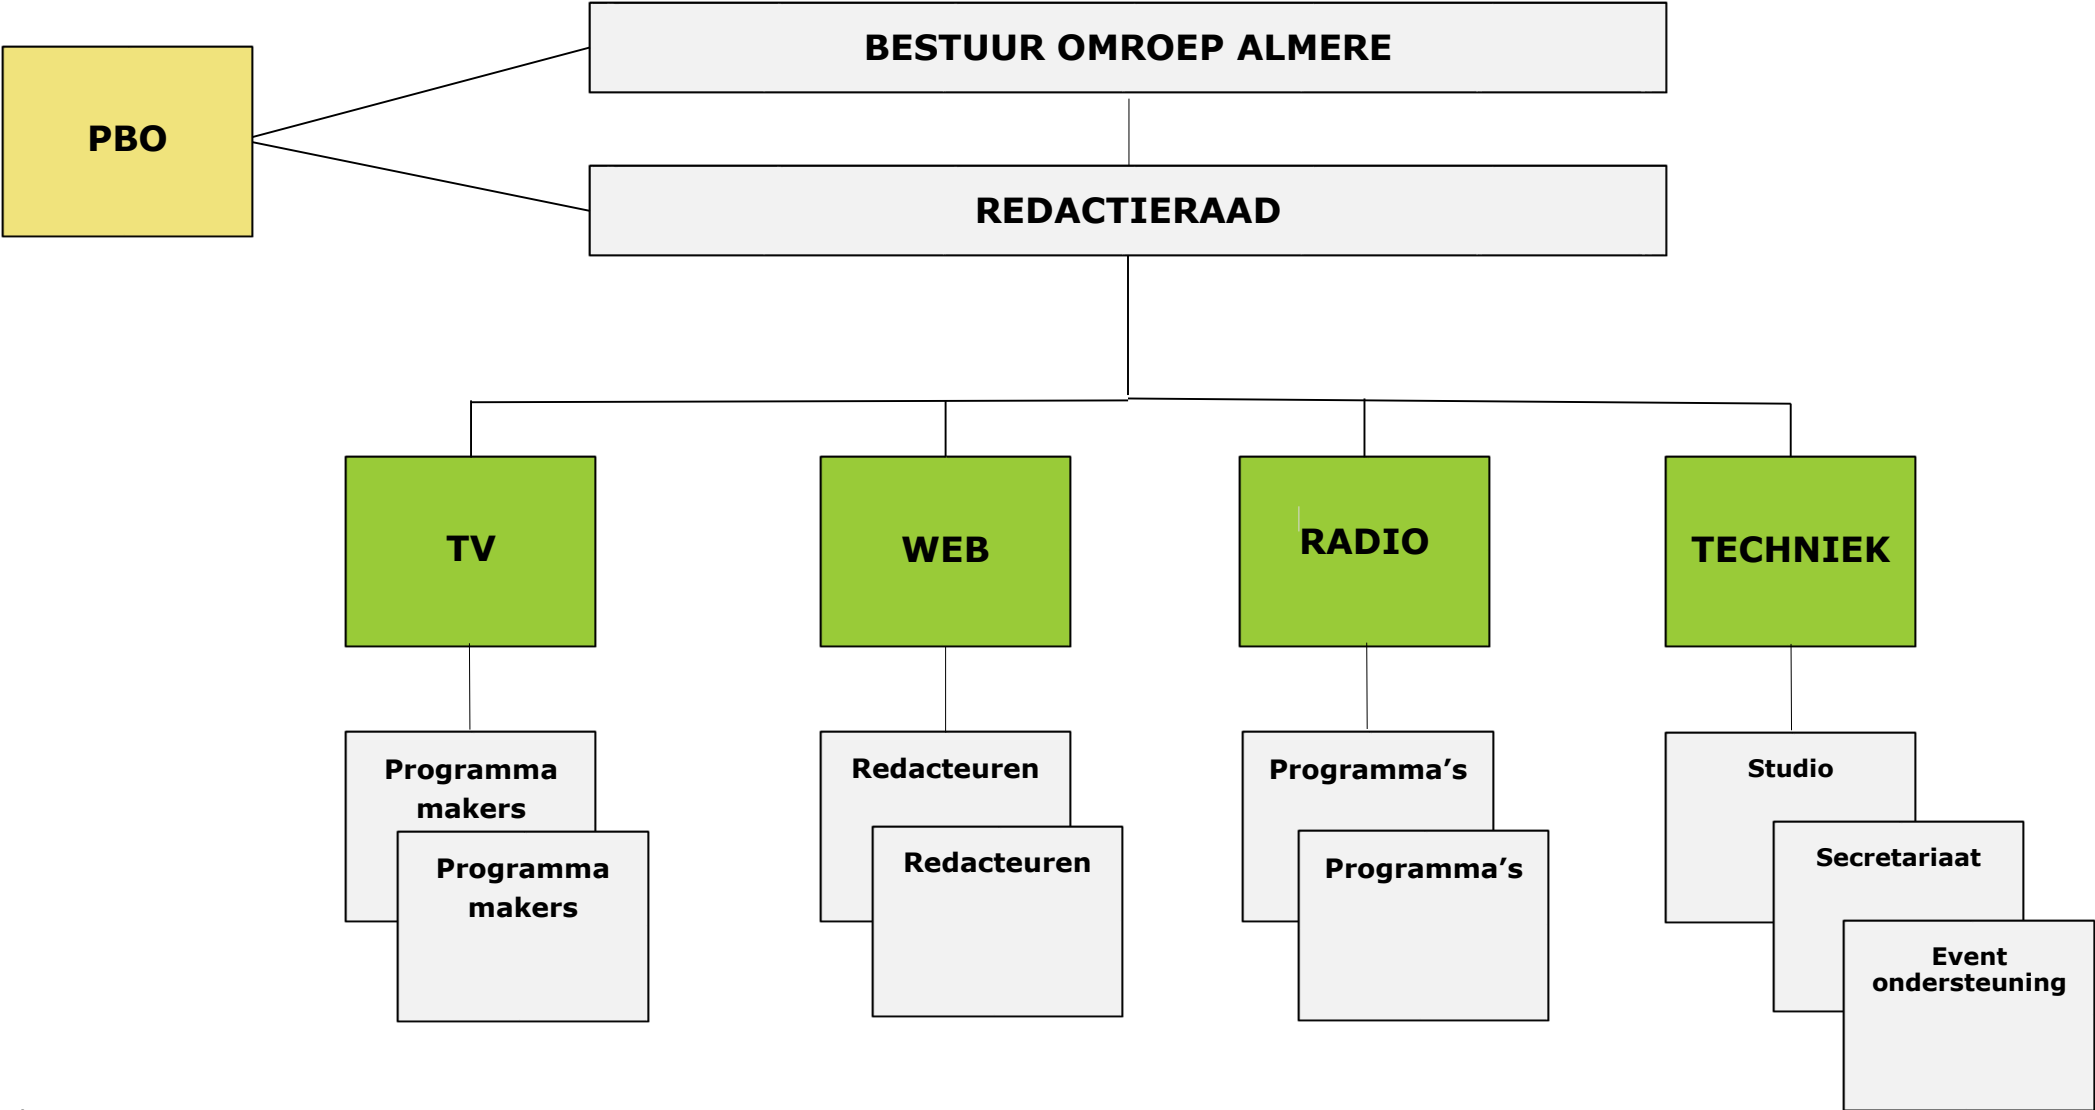 BESTUUR OMROEP ALMERE
PBO
REDACTIERAAD
TV
WEB
RADIO
TECHNIEK
Programma
makers
Programma
makers
Redacteuren
Redacteuren
Programma’s
Programma’s
Studio
Secretariaat
Event
ondersteuning